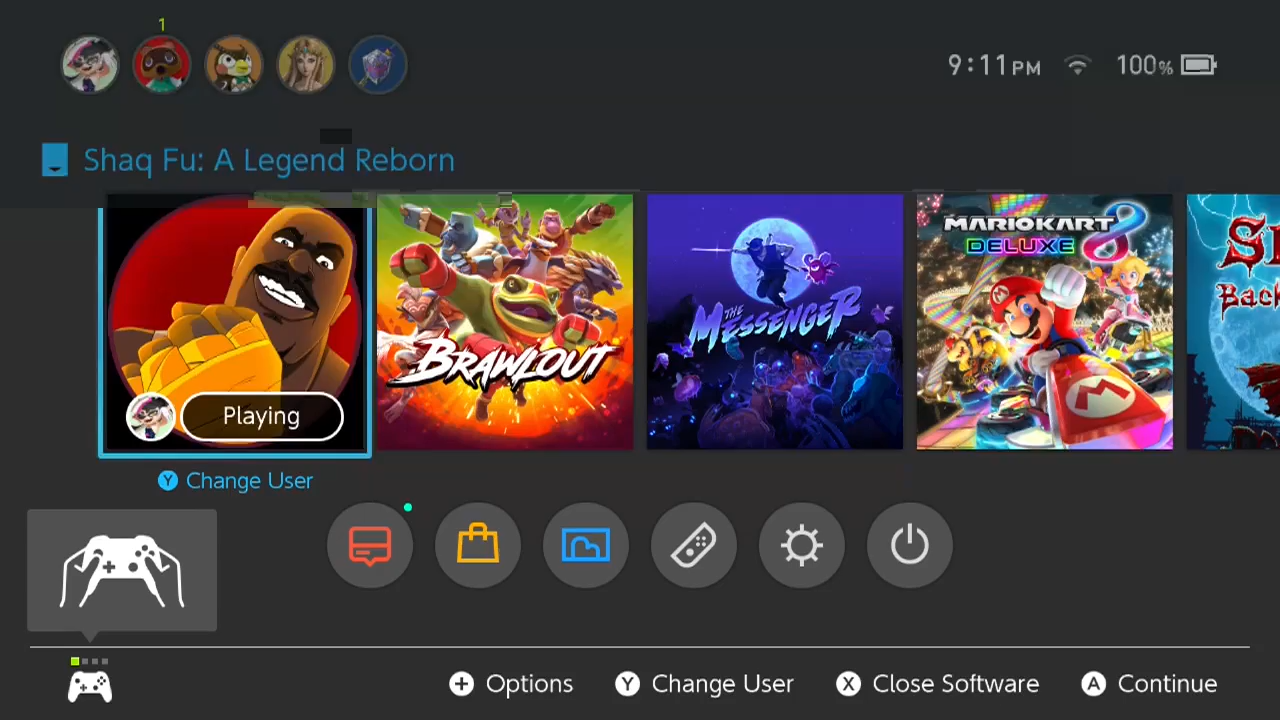 1
9:11PM 100%
Shaq Fu: A Legend Reborn
Playing
BRAWLOUT
THE
MESSENGER
MARIOKART 8
DELUXE
Y Change User
+ Options Y Change User X Close Software A Continue